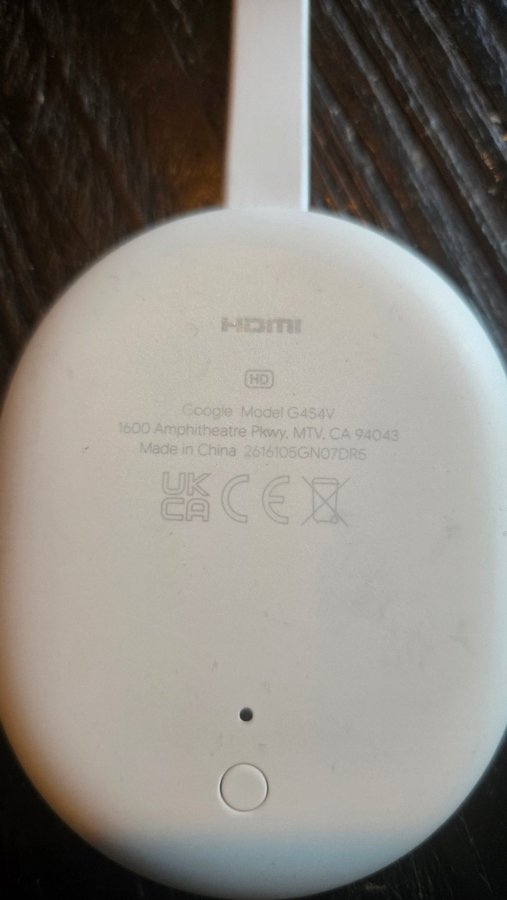 HDMI
HD
Google Model G454V
1600 Amphitheatre Pkwy, MTV, CA 94043
Made in China 2616105GN07DR5
UK
CA CE